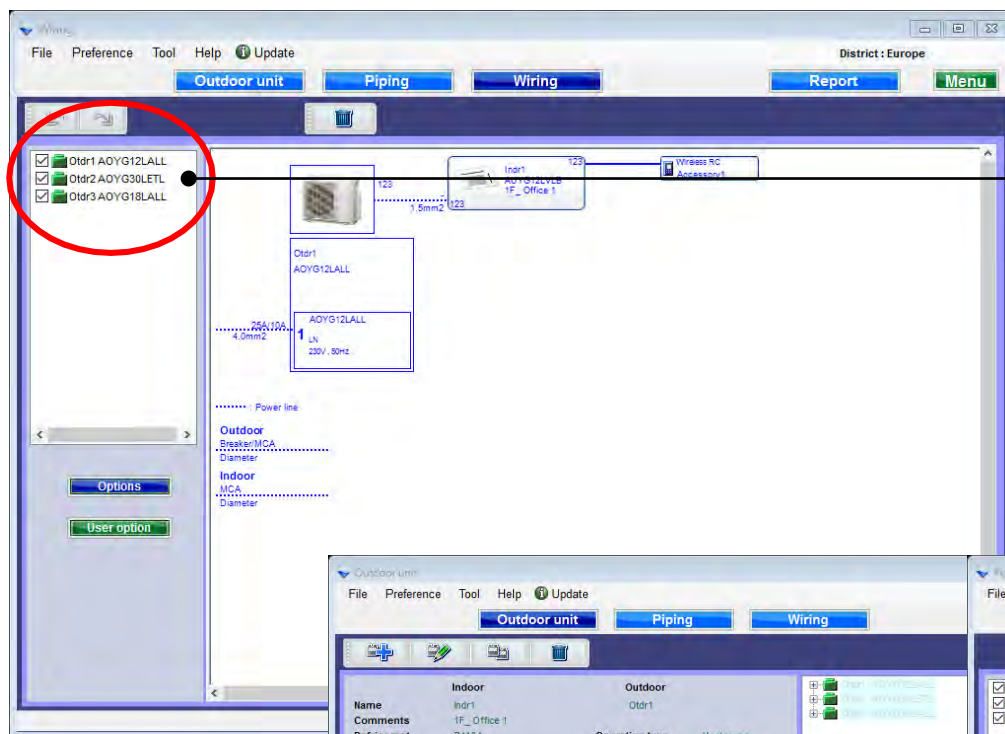 Wiring
File Preference Tool Help Update
District : Europe
Outdoor unit Piping Wiring Report Menu
Otdr1 AOYG12LALL
Otdr2 AOYG30LETL
Otdr3 AOYG18LALL
123
1.5mm2
123
Indr1
1F_ Office 1
123
Wireless RC
Accessory1
Otdr1
AOYG12LALL
25A/10A
4.0mm2
AOYG12LALL
1 LN
230V , 50Hz
: Power line
Outdoor
Breaker/MCA
Diameter
Indoor
MCA
Diameter
Options
User option
Outdoor unit
File Preference Tool Help Update
Outdoor unit Piping Wiring
Indoor Outdoor
Name Indr1 Otdr1
Comments 1F_ Office 1
File